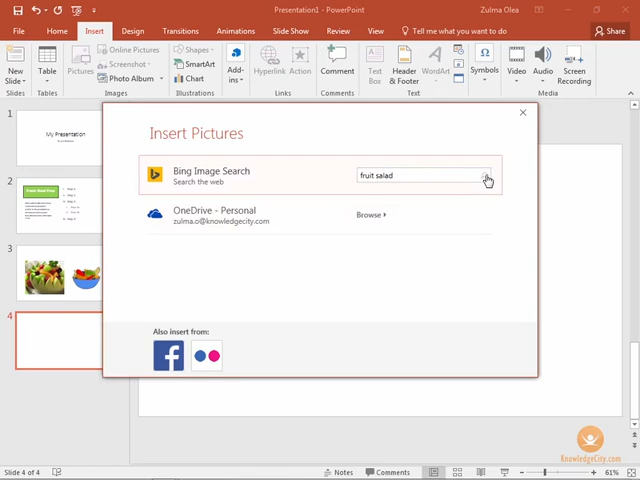 Presentation1 - PowerPoint
Zulma Olea
File Home Insert Design Transitions Animations Slide Show Review View Tell me what you want to do Share
New Slide
Table
Pictures
Online Pictures
Screenshot
Photo Album
Shapes
SmartArt
Chart
Add-ins
Hyperlink
Action
Comment
Text Box
Header & Footer
WordArt
Symbols
Video
Audio
Screen Recording
Slides Tables Images Illustrations Links Comments Text Media
1
My Presentation
2
3
4
Insert Pictures
Bing Image Search
Search the web
fruit salad
OneDrive - Personal
zulma.o@knowledgecity.com
Browse
Also insert from:
KnowledgeCity.com
Slide 4 of 4
Notes
Comments
61%